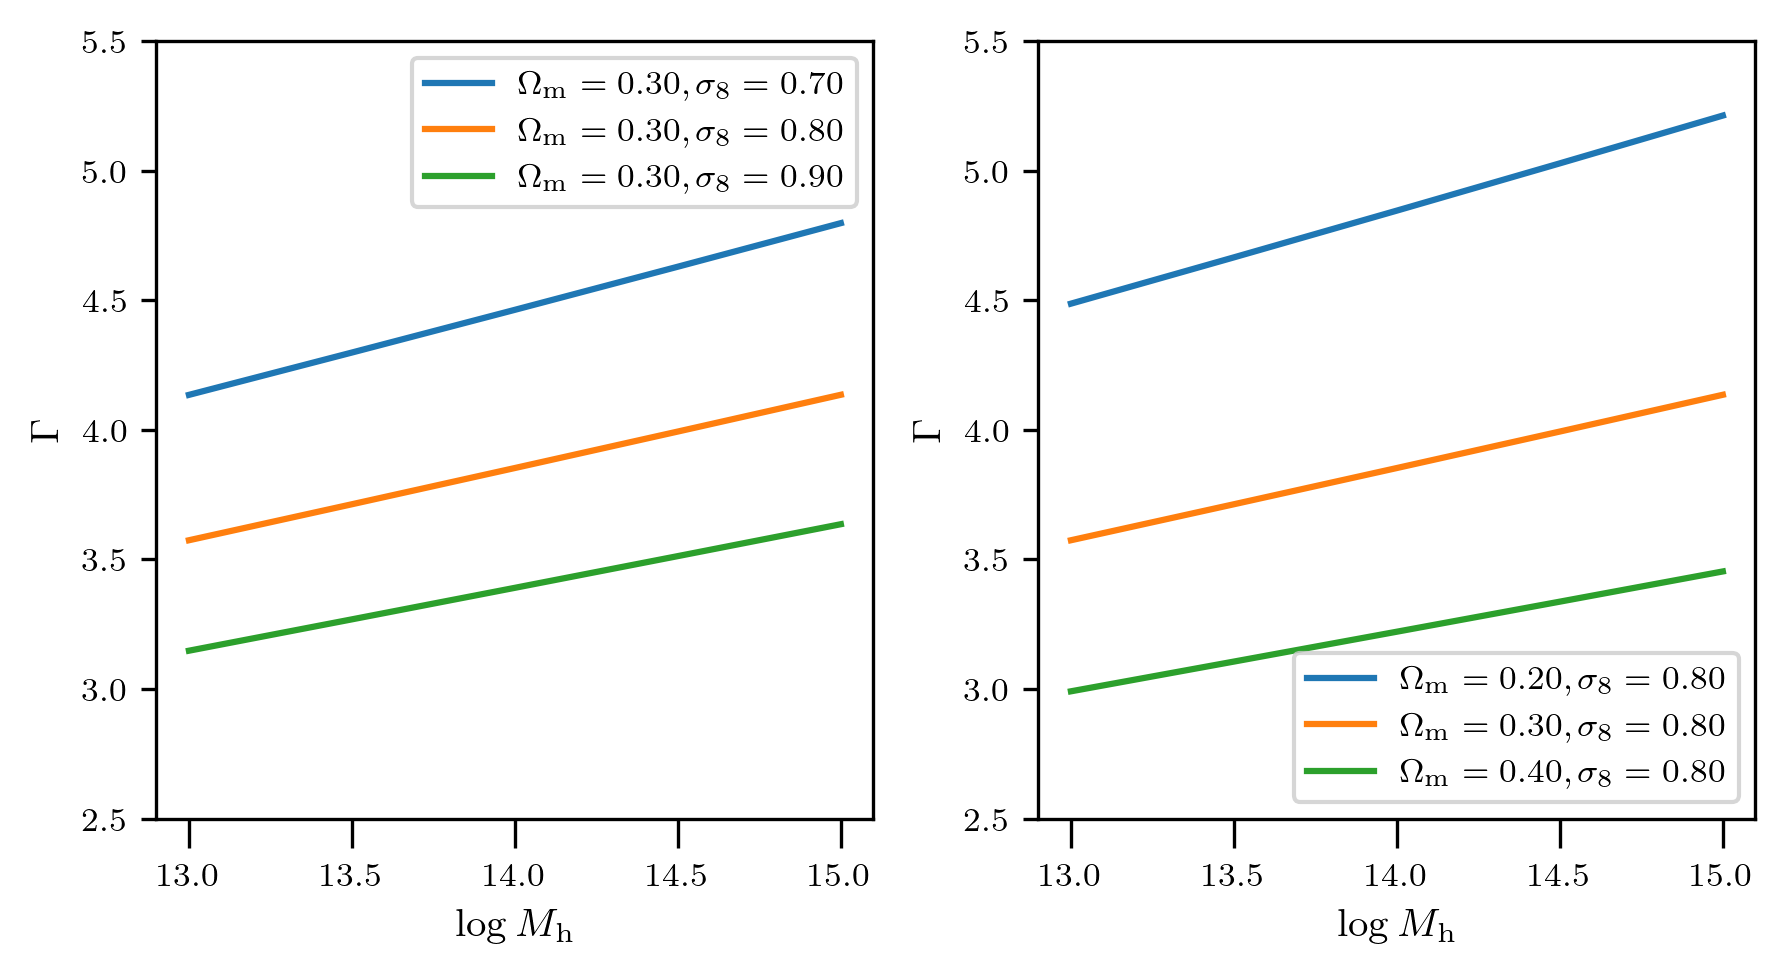 5.5
5.0
4.5
4.0
3.5
3.0
2.5
Γ
13.0 13.5 14.0 14.5 15.0
log M_h
Ω_m = 0.30, σ_8 = 0.70
Ω_m = 0.30, σ_8 = 0.80
Ω_m = 0.30, σ_8 = 0.90
5.5
5.0
4.5
4.0
3.5
3.0
2.5
Γ
13.0 13.5 14.0 14.5 15.0
log M_h
Ω_m = 0.20, σ_8 = 0.80
Ω_m = 0.30, σ_8 = 0.80
Ω_m = 0.40, σ_8 = 0.80